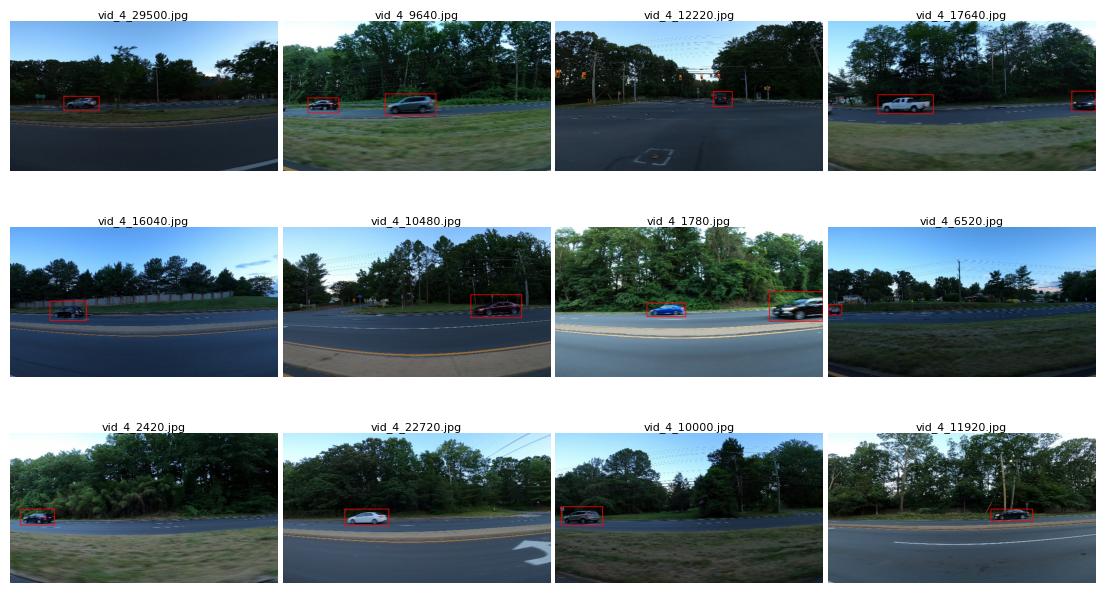 vid_4_29500.jpg
vid_4_9640.jpg
vid_4_12220.jpg
vid_4_17640.jpg
vid_4_16040.jpg
vid_4_10480.jpg
vid_4_1780.jpg
vid_4_6520.jpg
vid_4_2420.jpg
vid_4_22720.jpg
vid_4_10000.jpg
vid_4_11920.jpg